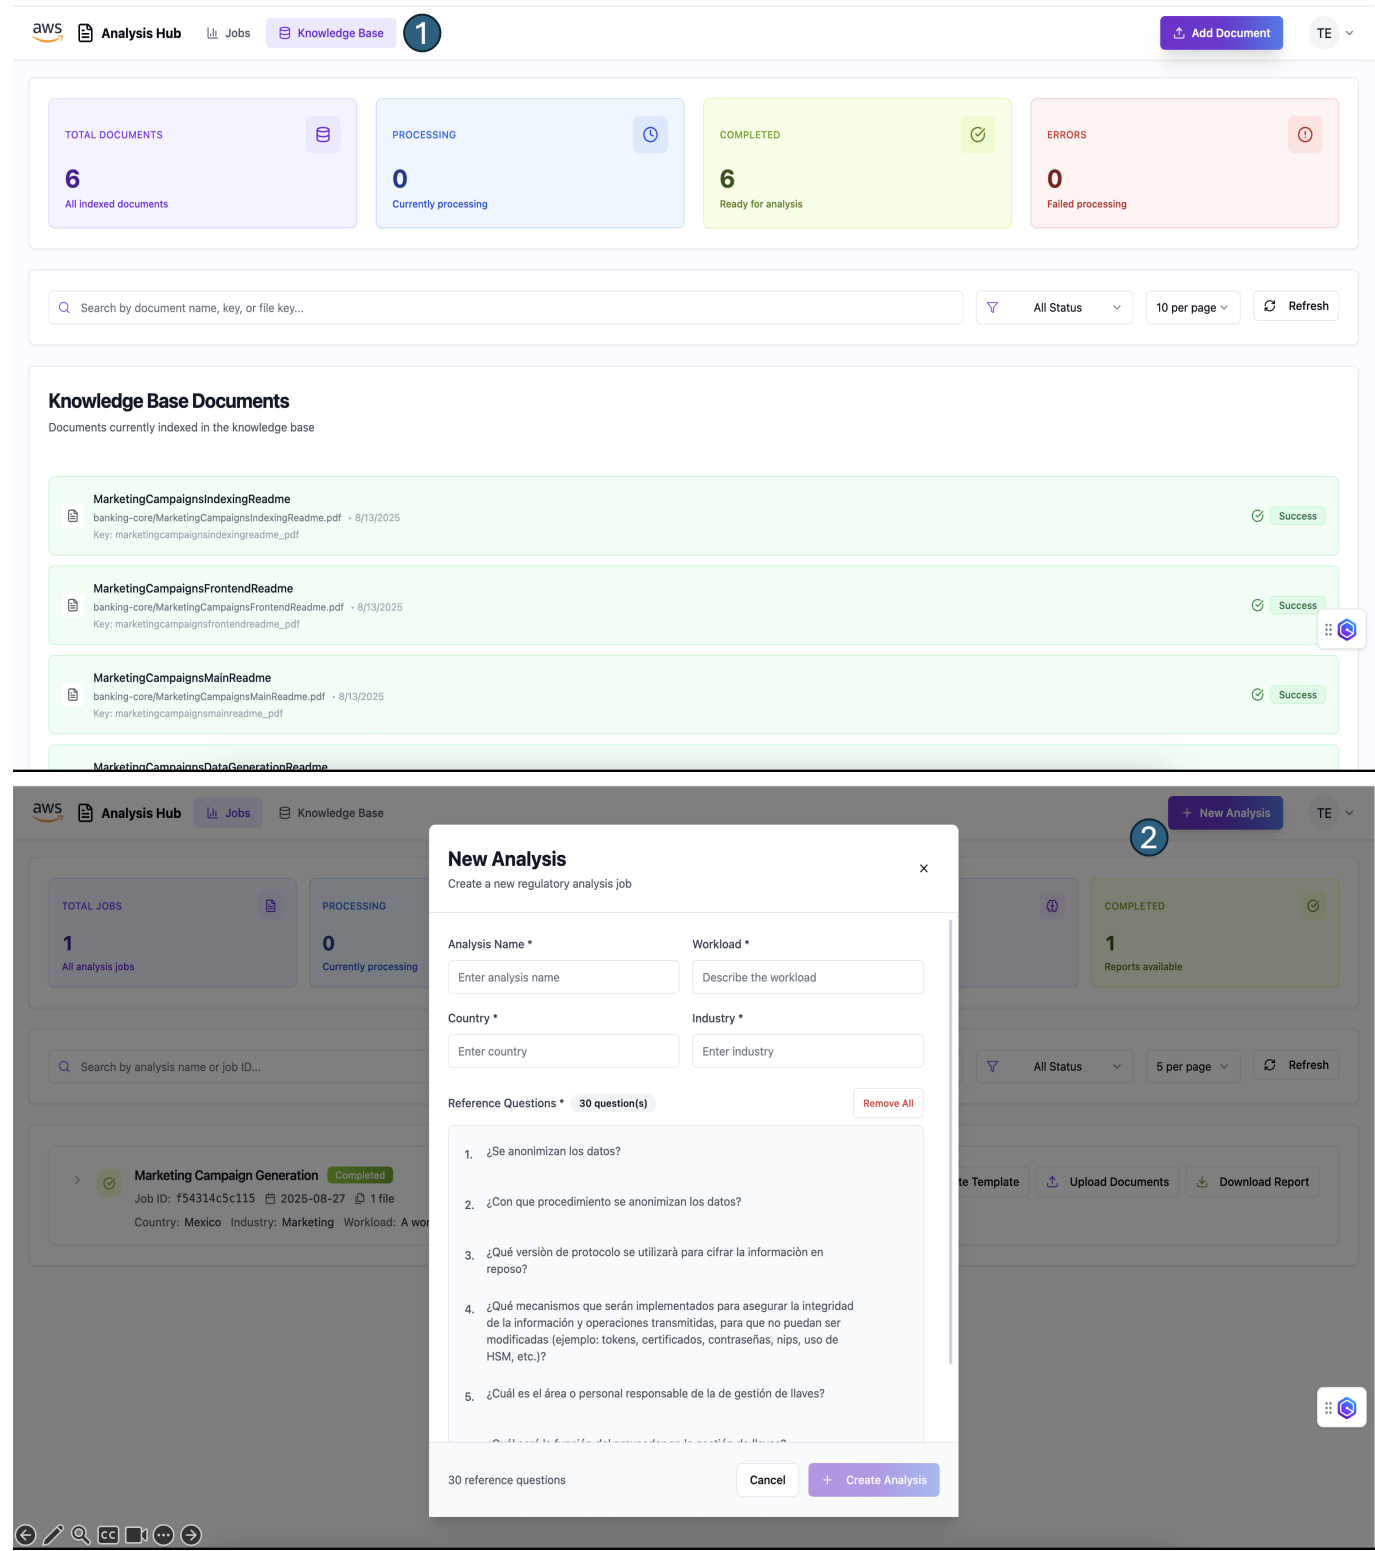 aws Analysis Hub Jobs Knowledge Base 1 Add Document TE
TOTAL DOCUMENTS
6
All indexed documents
PROCESSING
0
Currently processing
COMPLETED
6
Ready for analysis
ERRORS
0
Failed processing
Search by document name, key, or file key... All Status 10 per page Refresh
Knowledge Base Documents
Documents currently indexed in the knowledge base
MarketingCampaignsIndexingReadme
banking-core/MarketingCampaignsIndexingReadme.pdf • 8/13/2025
Key: marketingcampaignsindexingreadme_pdf
Success
MarketingCampaignsFrontendReadme
banking-core/MarketingCampaignsFrontendReadme.pdf • 8/13/2025
Key: marketingcampaignsfrontendreadme_pdf
Success
MarketingCampaignsMainReadme
banking-core/MarketingCampaignsMainReadme.pdf • 8/13/2025
Key: marketingcampaignsmainreadme_pdf
Success
MarketingCampaignsDataGenerationReadme
aws Analysis Hub Jobs Knowledge Base + New Analysis TE
2
TOTAL JOBS
1
All analysis jobs
PROCESSING
0
Currently processing
COMPLETED
1
Reports available
Search by analysis name or job ID... All Status 5 per page Refresh
Marketing Campaign Generation Completed
Job ID: f54314c5c115 2025-08-27 1 file
Country: Mexico Industry: Marketing Workload: A wor
te Template Upload Documents Download Report
New Analysis
Create a new regulatory analysis job
Analysis Name * Workload *
Enter analysis name Describe the workload
Country * Industry *
Enter country Enter industry
Reference Questions * 30 question(s) Remove All
1. ¿Se anonimizan los datos?
2. ¿Con que procedimiento se anonimizan los datos?
3. ¿Qué versiòn de protocolo se utilizarà para cifrar la informaciòn en
reposo?
4. ¿Qué mecanismos que serán implementados para asegurar la integridad
de la información y operaciones transmitidas, para que no puedan ser
modificadas (ejemplo: tokens, certificados, contraseñas, nips, uso de
HSM, etc.)?
5. ¿Cuál es el área o personal responsable de la de gestión de llaves?
¿Cuál será la función del proveedor en la gestión de llaves?
30 reference questions Cancel + Create Analysis
CC